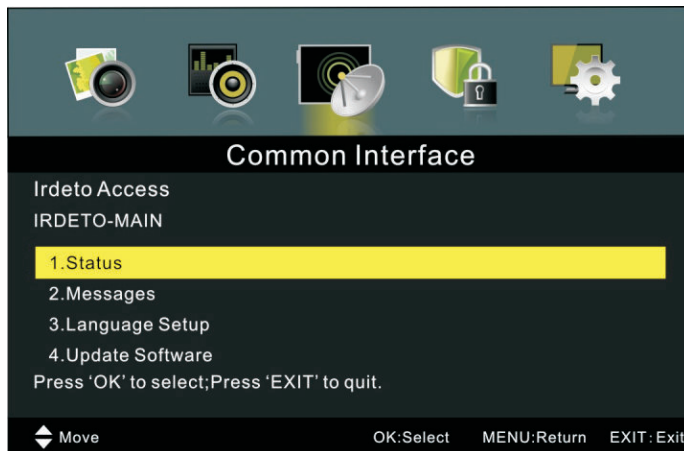 Common Interface
Irdeto Access
IRDETO-MAIN
1.Status
2.Messages
3.Language Setup
4.Update Software
Press ‘OK’ to select;Press ‘EXIT’ to quit.
Move OK:Select MENU:Return EXIT:Exit